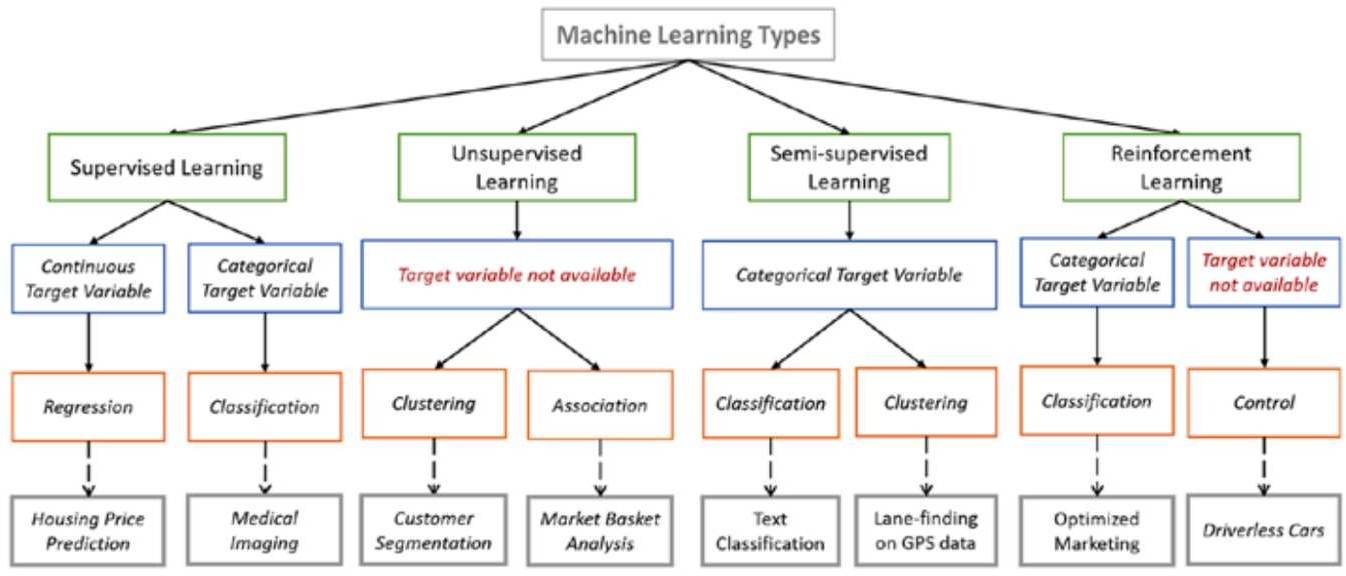 Machine Learning Types
Supervised Learning
Unsupervised
Learning
Semi-supervised
Learning
Reinforcement
Learning
Continuous
Target Variable
Categorical
Target Variable
Target variable not available
Categorical Target Variable
Categorical
Target Variable
Target variable
not available
Regression
Classification
Clustering
Association
Classification
Clustering
Classification
Control
Housing Price
Prediction
Medical
Imaging
Customer
Segmentation
Market Basket
Analysis
Text
Classification
Lane-finding
on GPS data
Optimized
Marketing
Driverless Cars